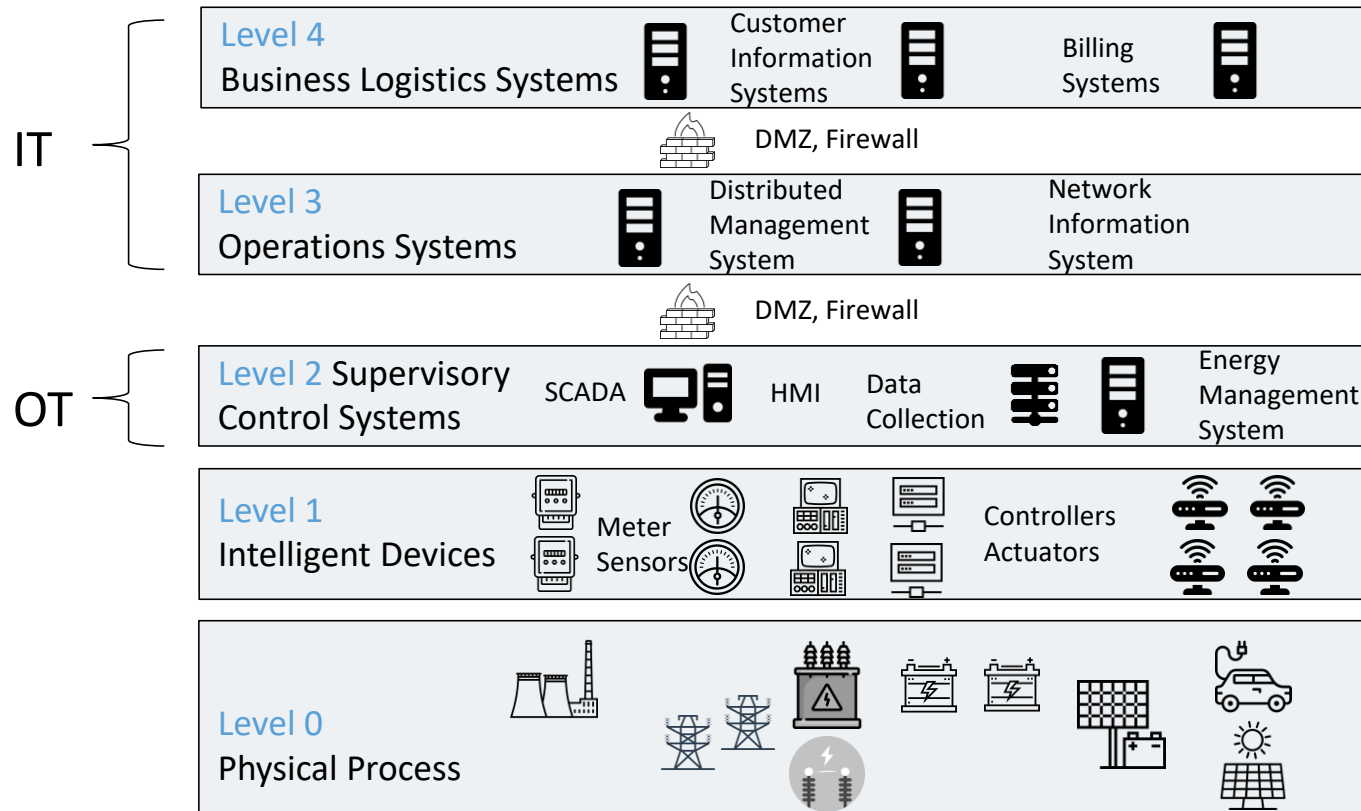 IT
Level 4
Business Logistics Systems
Customer
Information
Systems
Billing
Systems
DMZ, Firewall
Level 3
Operations Systems
Distributed
Management
System
Network
Information
System
DMZ, Firewall
OT
Level 2 Supervisory
Control Systems
SCADA
HMI
Data
Collection
Energy
Management
System
Level 1
Intelligent Devices
Meter
Sensors
Controllers
Actuators
Level 0
Physical Process